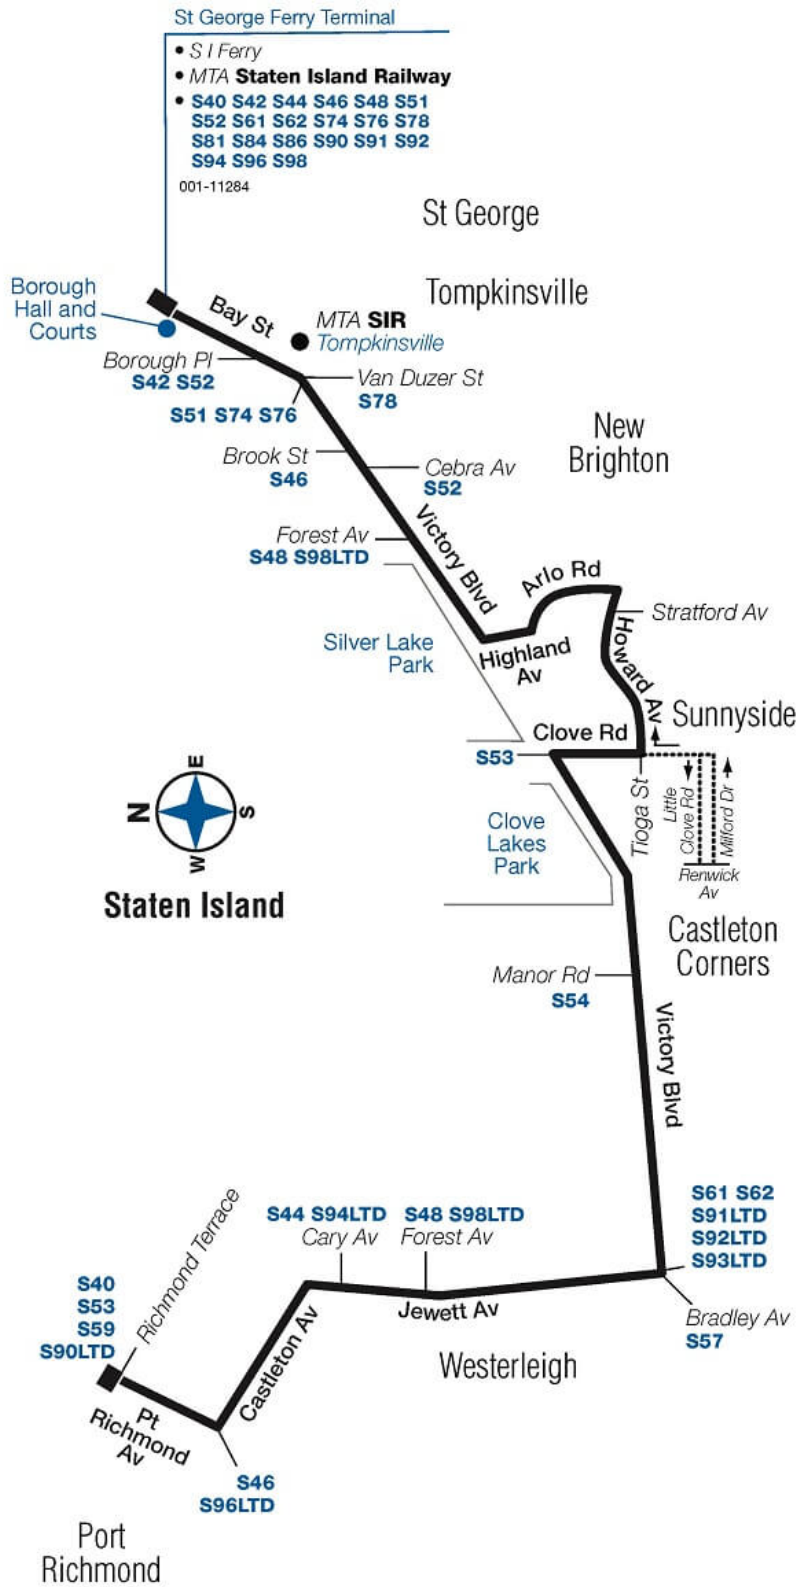 St George Ferry Terminal
• S I Ferry
• MTA Staten Island Railway
• S40 S42 S44 S46 S48 S51
S52 S61 S62 S74 S76 S78
S81 S84 S86 S90 S91 S92
S94 S96 S98
001-11284
St George
Tompkinsville
Borough
Hall and
Courts
Bay St
MTA SIR
Tompkinsville
Borough Pl
S42 S52
Van Duzer St
S78
S51 S74 S76
New
Brighton
Brook St
S46
Cebra Av
S52
Victory Blvd
Forest Av
S48 S98LTD
Arlo Rd
Stratford Av
Howard Av
Highland
Av
Silver Lake
Park
Sunnyside
Clove Rd
S53
Tioga St
Little
Clove Rd
Milford Dr
Renwick
Av
N
E
S
W
Staten Island
Clove
Lakes
Park
Castleton
Corners
Manor Rd
S54
Victory Blvd
S61 S62
S91LTD
S92LTD
S93LTD
S44 S94LTD
Cary Av
S48 S98LTD
Forest Av
Richmond Terrace
S40
S53
S59
S90LTD
Jewett Av
Bradley Av
S57
Castleton Av
Westerleigh
Pt
Richmond
Av
S46
S96LTD
Port
Richmond